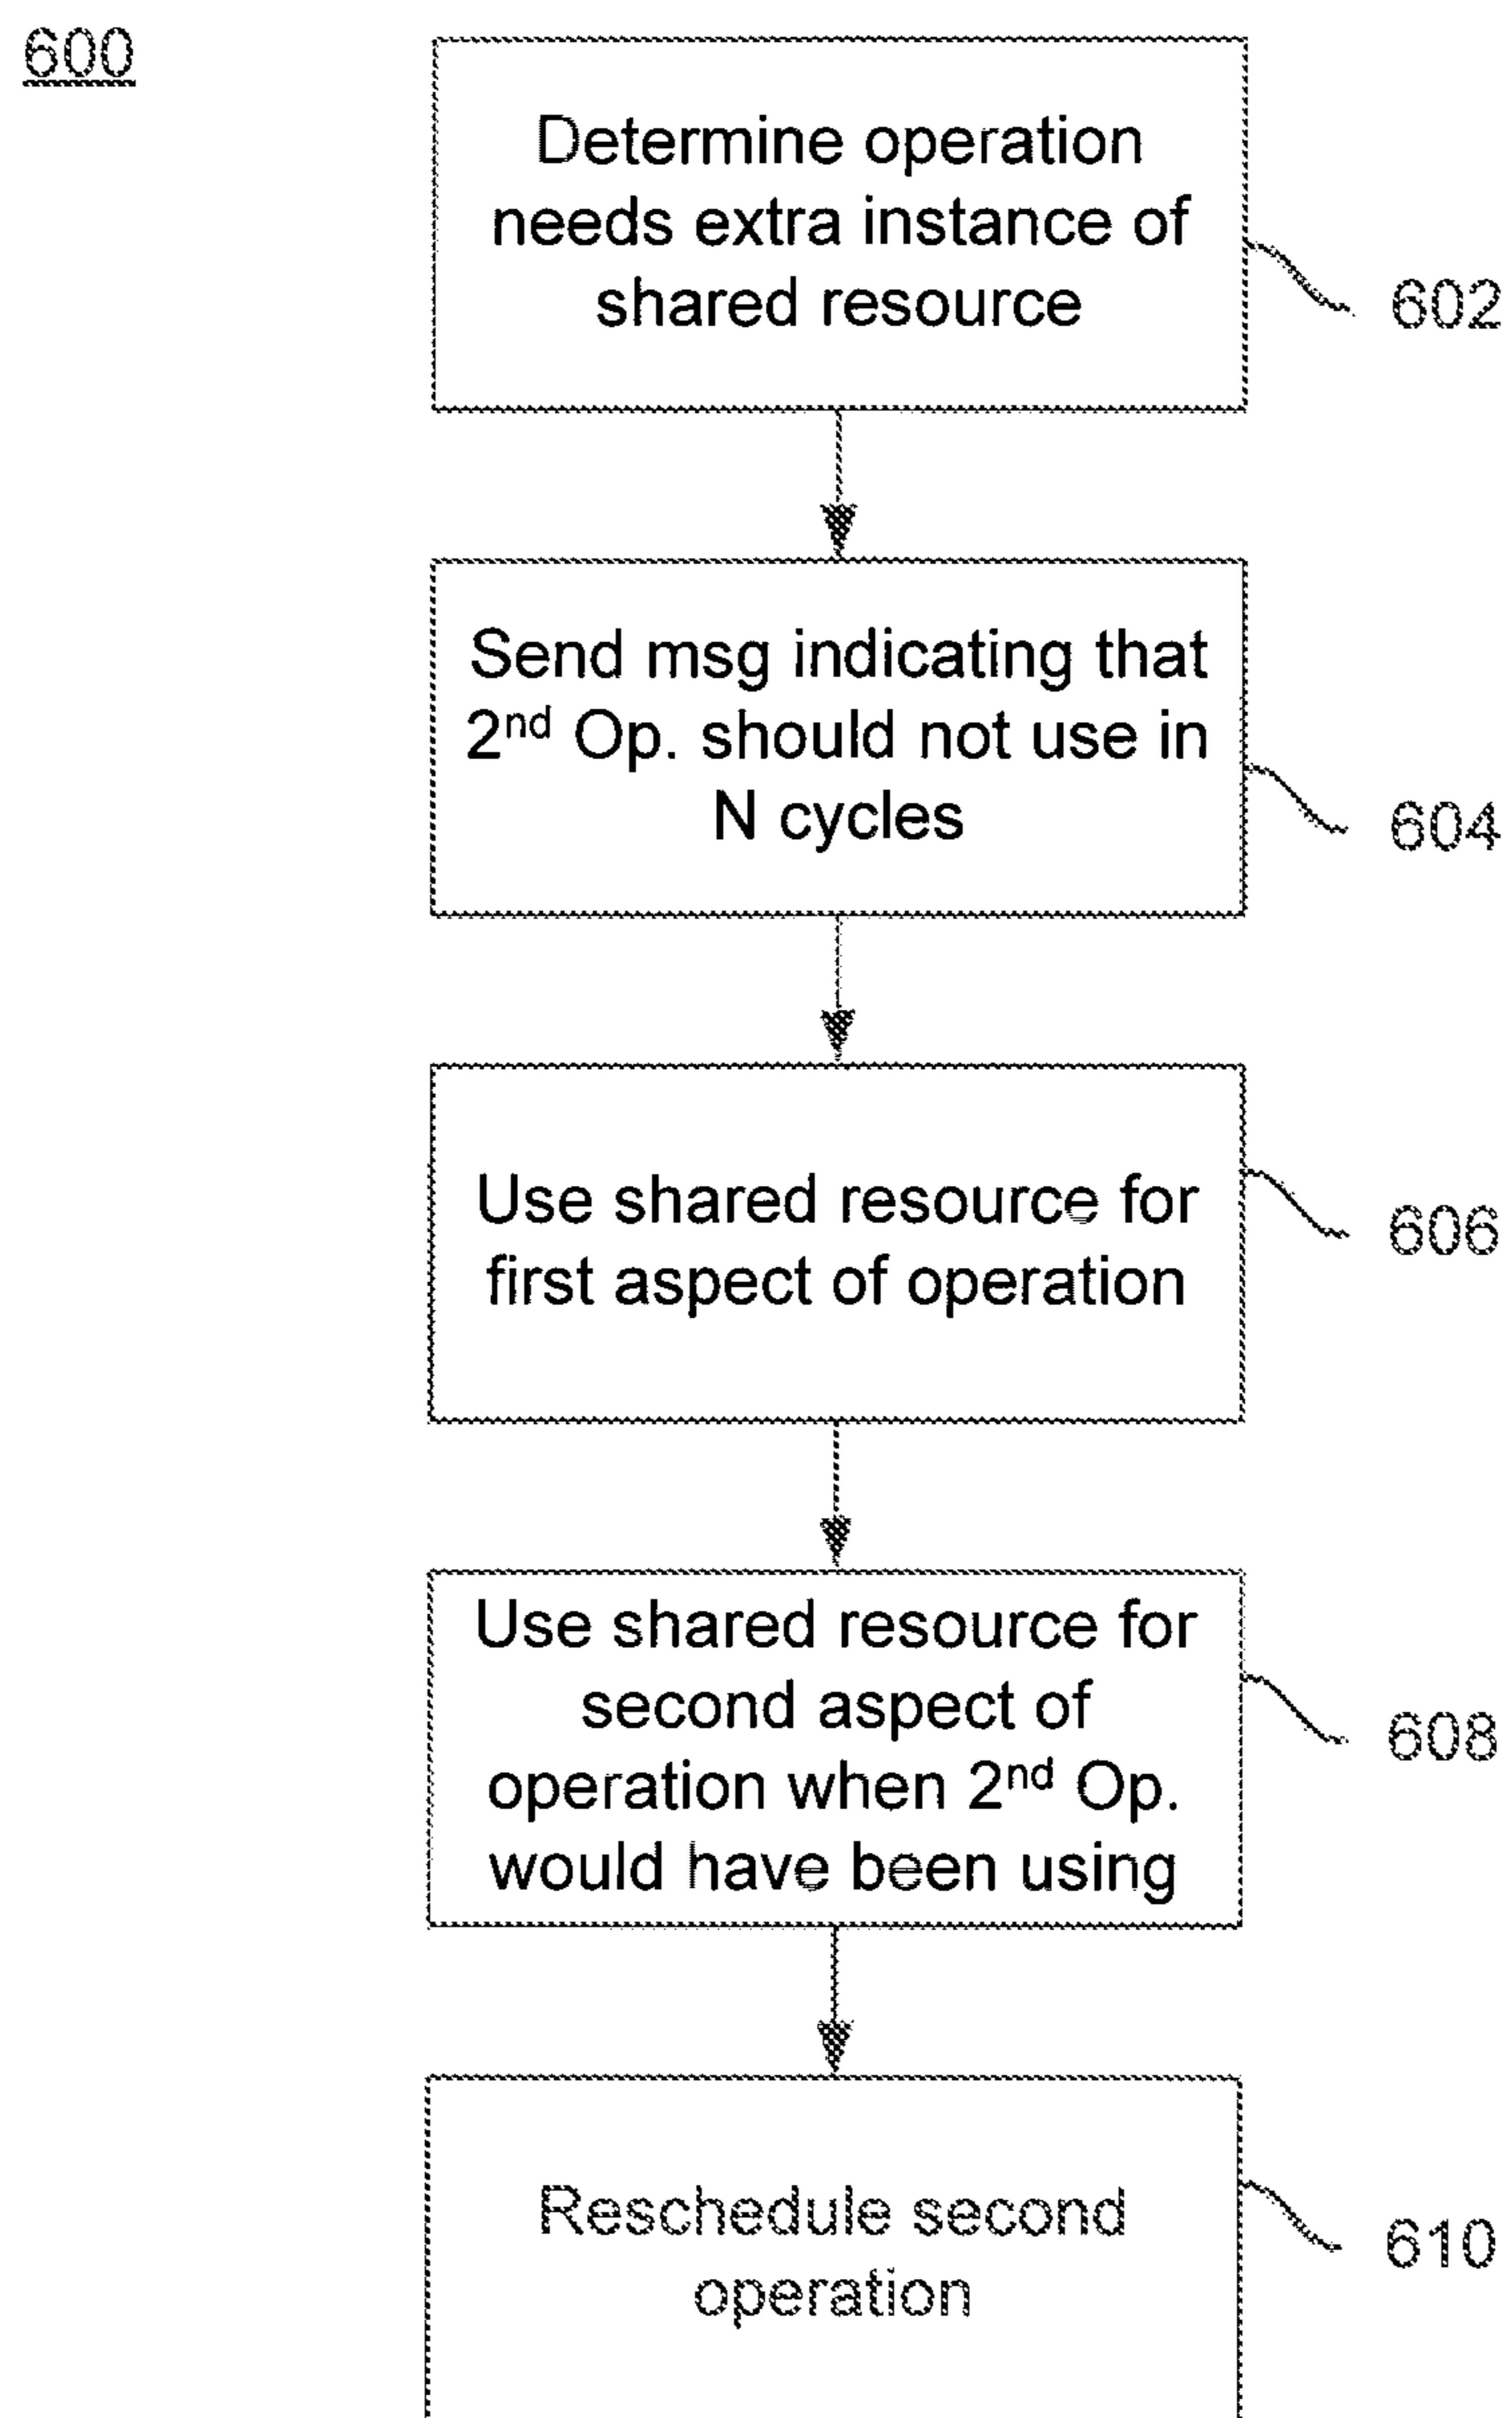 600
Determine operation
needs extra instance of
shared resource
602
Send msg indicating that
2nd Op. should not use in
N cycles
604
Use shared resource for
first aspect of operation
606
Use shared resource for
second aspect of
operation when 2nd Op.
would have been using
608
Reschedule second
operation
610